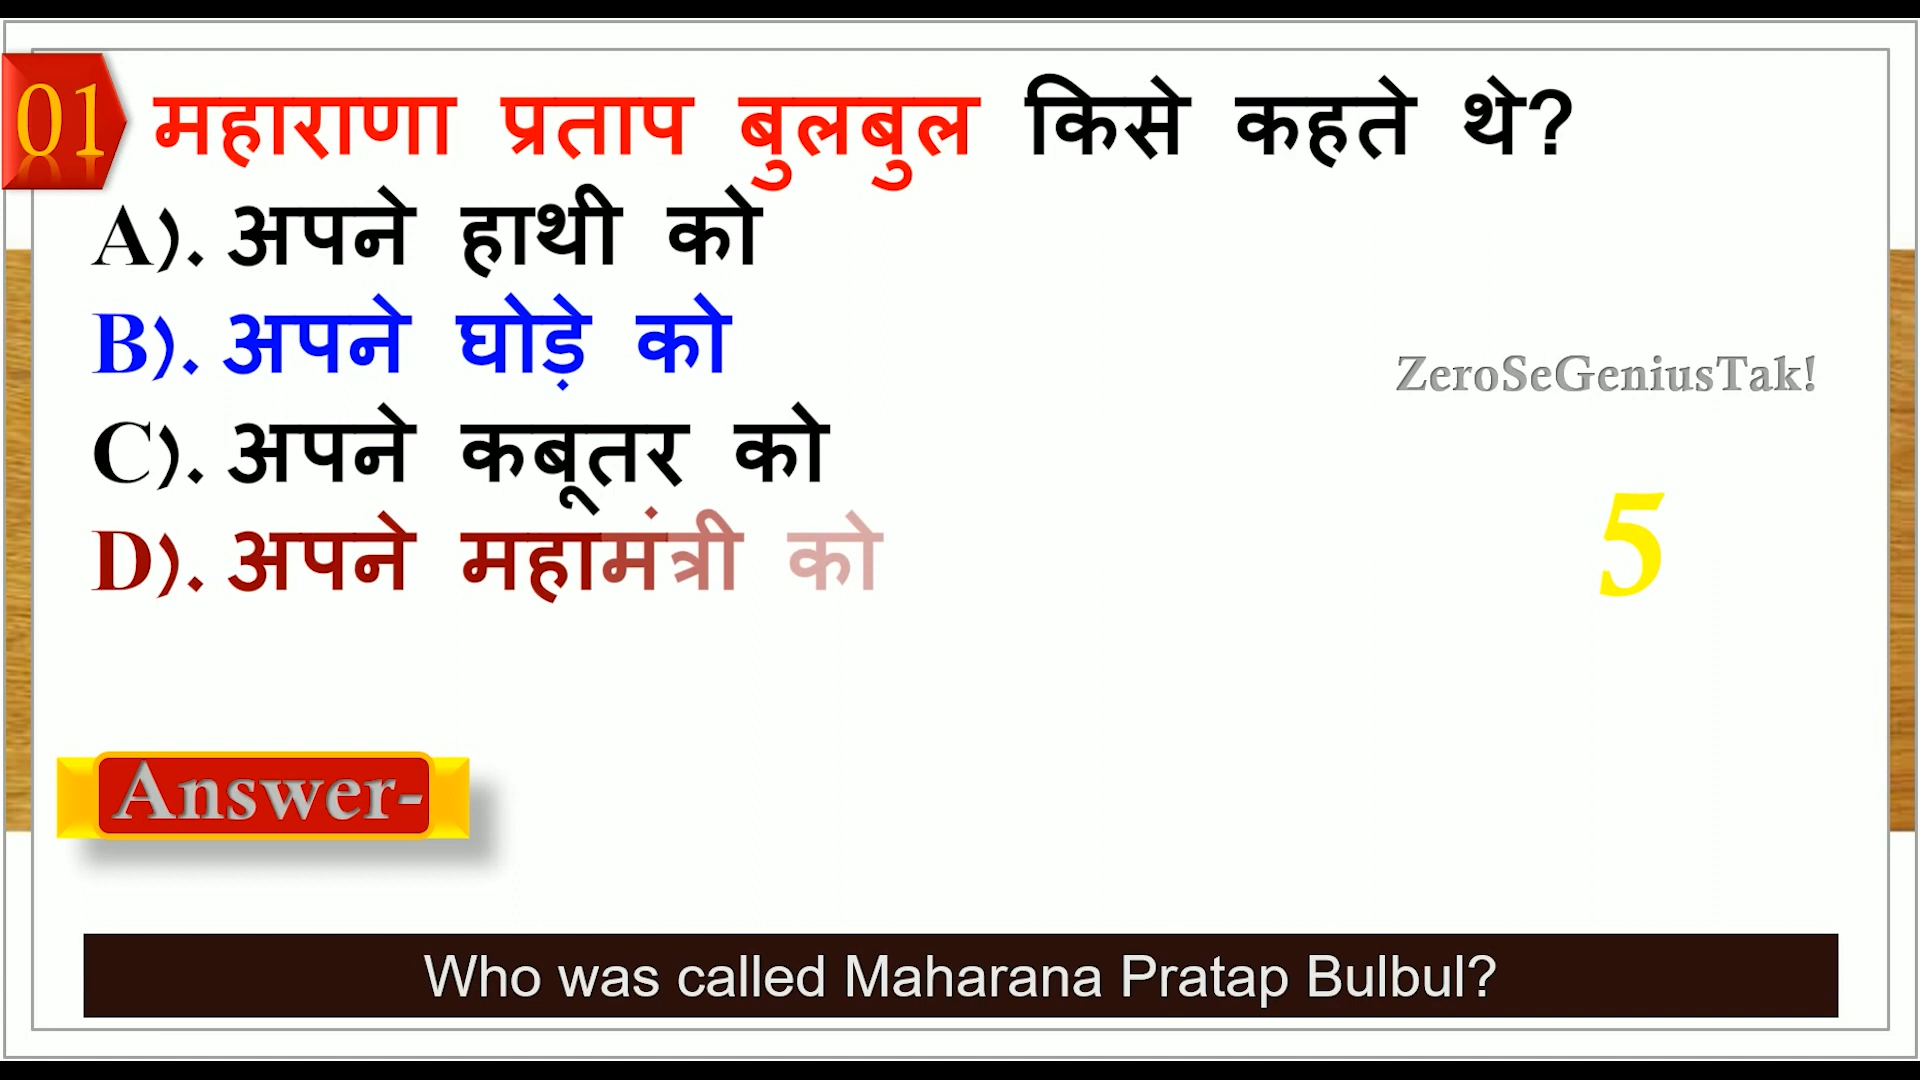 01 महाराणा प्रताप बुलबुल किसे कहते थे?
A). अपने हाथी को
B). अपने घोड़े को
C). अपने कबूतर को
D). अपने महामंत्री को
ZeroSeGeniusTak!
5
Answer-
Who was called Maharana Pratap Bulbul?